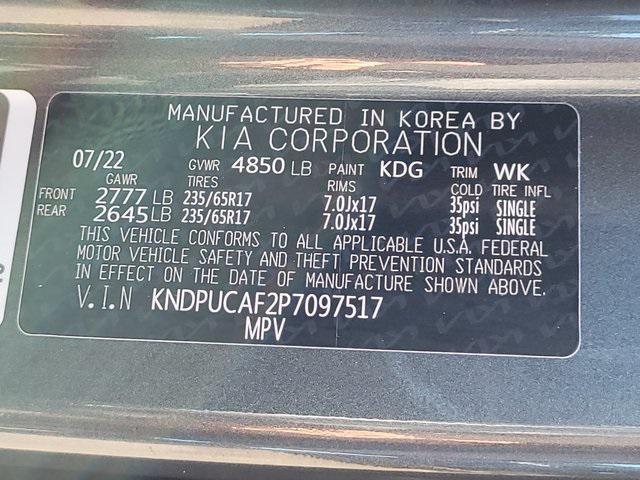 MANUFACTURED IN KOREA BY
KIA CORPORATION
07/22 GVWR 4850 LB PAINT KDG TRIM WK
GAWR TIRES RIMS COLD TIRE INFL
FRONT 2777 LB 235/65R17 7.0Jx17 35psi SINGLE
REAR 2645 LB 235/65R17 7.0Jx17 35psi SINGLE
THIS VEHICLE CONFORMS TO ALL APPLICABLE U.S.A. FEDERAL
MOTOR VEHICLE SAFETY AND THEFT PREVENTION STANDARDS
IN EFFECT ON THE DATE OF MANUFACTURE SHOWN ABOVE.
V.I.N KNDPUCAF2P7097517
MPV